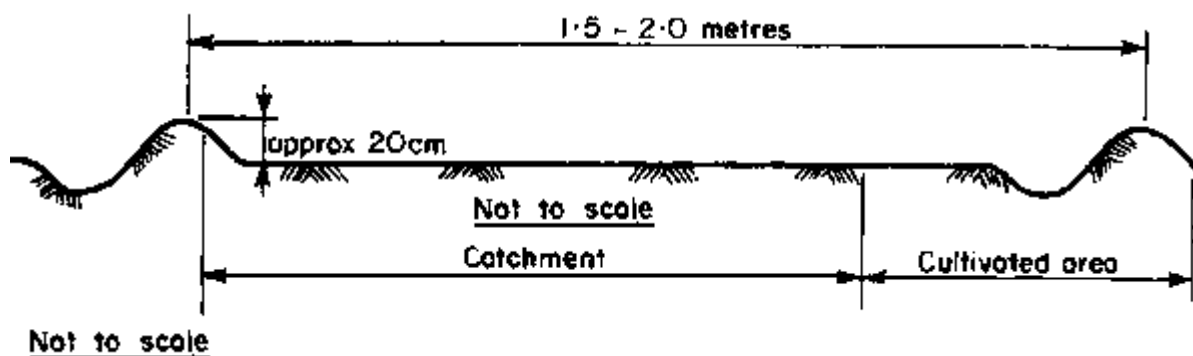 1·5 - 2·0 metres
approx 20cm
Not to scale
Catchment
Cultivated area
Not to scale